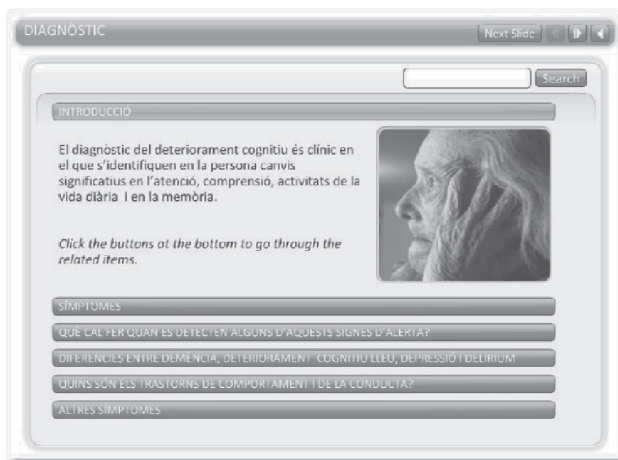 DIAGNÒSTIC
Next Slide
Search
INTRODUCCIÓ
El diagnòstic del deteriorament cognitiu és clínic en
el que s'identifiquen en la persona canvis
significatius en l'atenció, comprensió, activitats de la
vida diària i en la memòria.
Click the buttons at the bottom to go through the
related items.
SÍMPTOMES
QUÈ CAL FER QUAN ES DETECTEN ALGUNS D'AQUESTS SIGNES D'ALERTA?
DIFERENCIES ENTRE DEMÈNCIA, DETERIORAMENT COGNITIU LLEU, DEPRESSIÓ I DELIRIUM
QUINS SÓN ELS TRASTORNS DE COMPORTAMENT I DE LA CONDUCTA?
ALTRES SÍMPTOMES